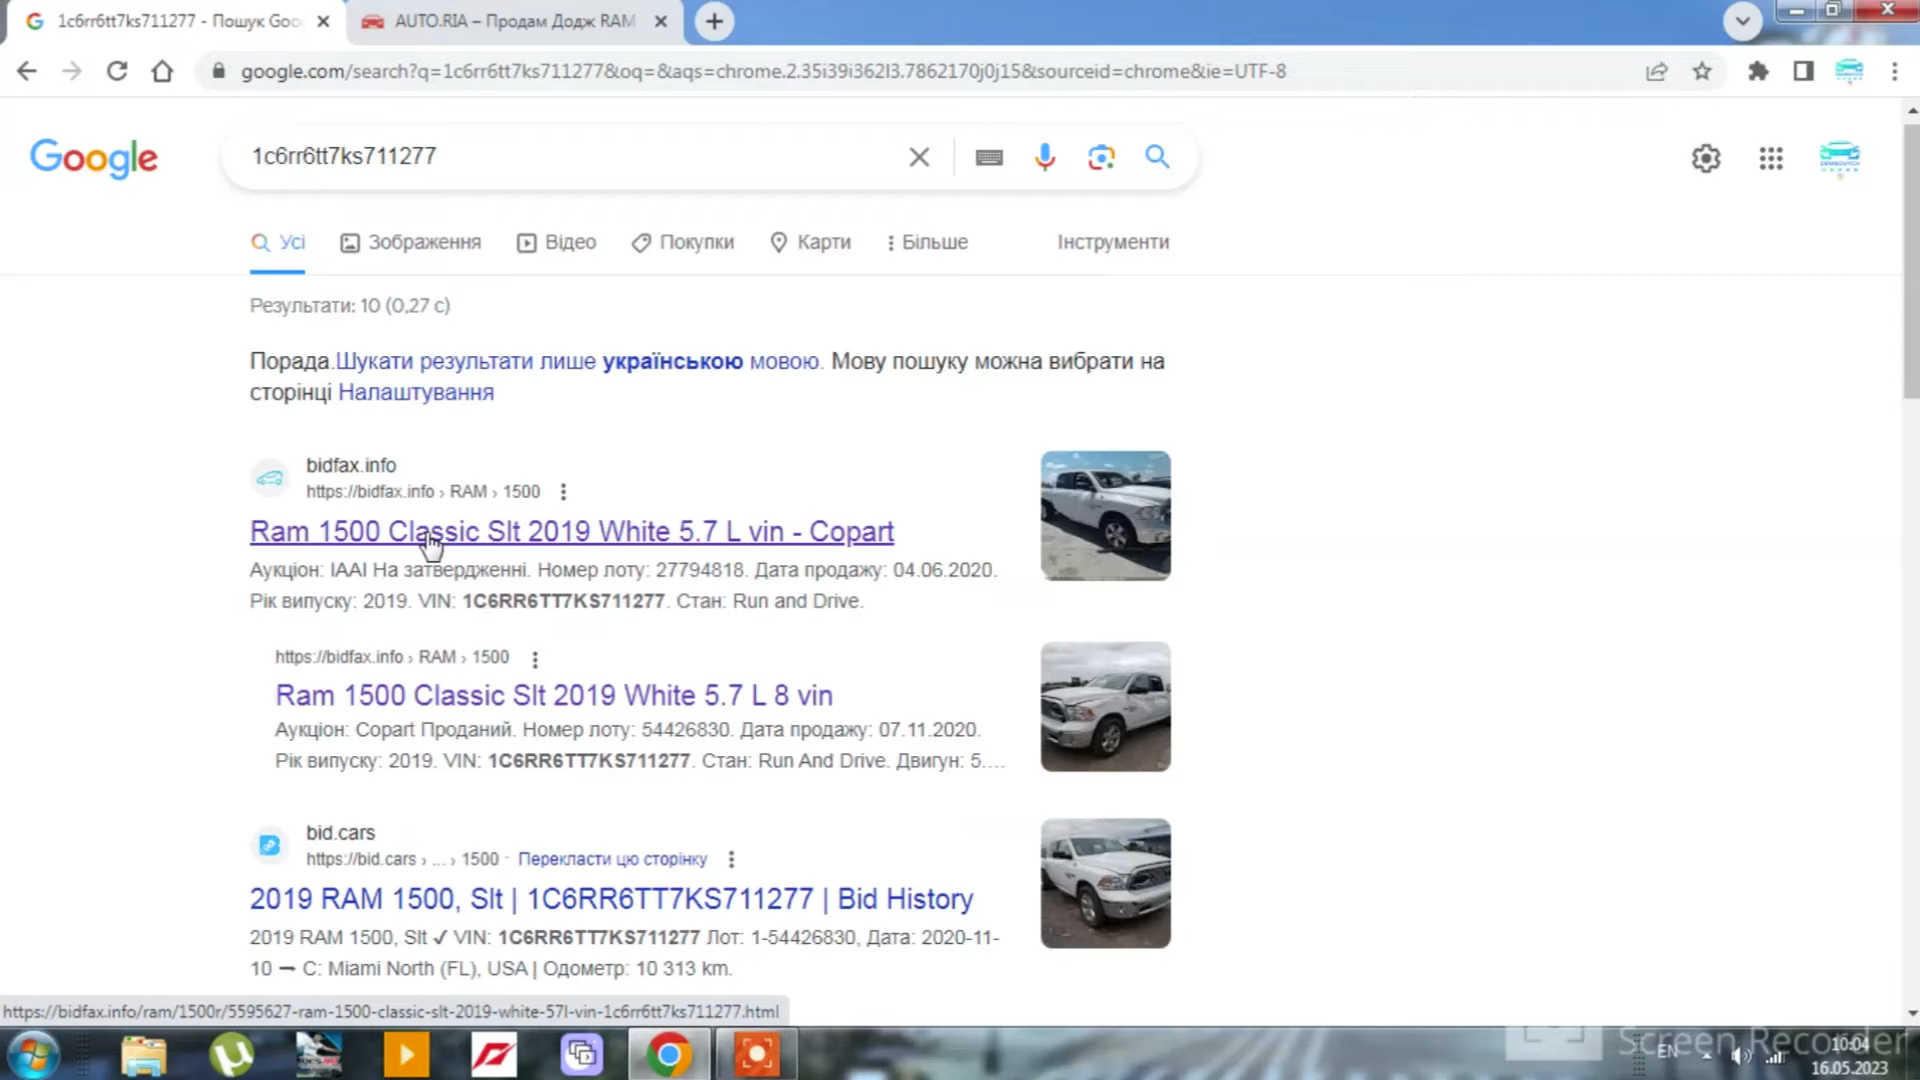 1c6rr6tt7ks711277 - Пошук Goo
AUTO.RIA – Продам Додж RAM
google.com/search?q=1c6rr6tt7ks711277&oq=&aqs=chrome.2.35i39i362l3.7862170j0j15&sourceid=chrome&ie=UTF-8
Google
1c6rr6tt7ks711277
Усі
Зображення
Відео
Покупки
Карти
Більше
Інструменти
Результати: 10 (0,27 с)
Порада.Шукати результати лише українською мовою. Мову пошуку можна вибрати на
сторінці Налаштування
bidfax.info
https://bidfax.info › RAM › 1500
Ram 1500 Classic Slt 2019 White 5.7 L vin - Copart
Аукціон: IAAI На затвердженні. Номер лоту: 27794818. Дата продажу: 04.06.2020.
Рік випуску: 2019. VIN: 1C6RR6TT7KS711277. Стан: Run and Drive.
https://bidfax.info › RAM › 1500
Ram 1500 Classic Slt 2019 White 5.7 L 8 vin
Аукціон: Copart Проданий. Номер лоту: 54426830. Дата продажу: 07.11.2020.
Рік випуску: 2019. VIN: 1C6RR6TT7KS711277. Стан: Run And Drive. Двигун: 5....
bid.cars
https://bid.cars › ... › 1500 · Перекласти цю сторінку
2019 RAM 1500, Slt | 1C6RR6TT7KS711277 | Bid History
2019 RAM 1500, Slt ✓ VIN: 1C6RR6TT7KS711277 Лот: 1-54426830, Дата: 2020-11-
10 ➞ С: Miami North (FL), USA | Одометр: 10 313 km.
https://bidfax.info/ram/1500r/5595627-ram-1500-classic-slt-2019-white-57l-vin-1c6rr6tt7ks711277.html
Screen Recorder
EN
10:04
16.05.2023